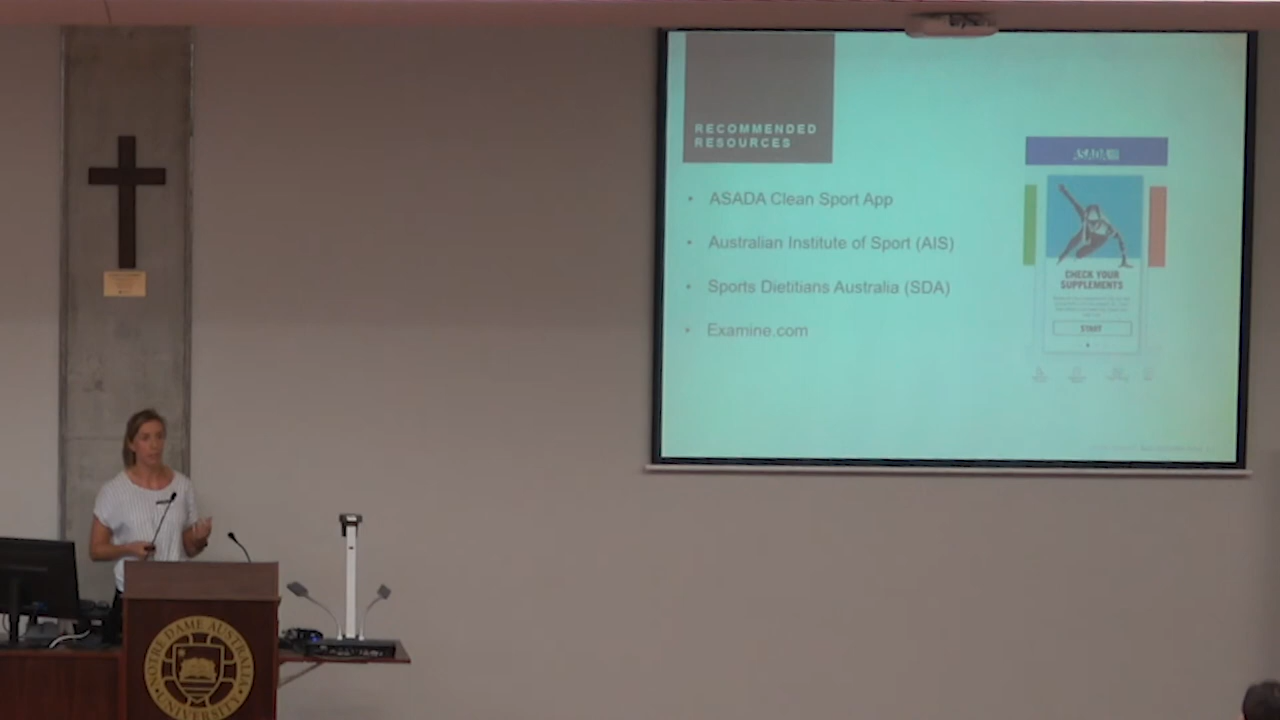 RECOMMENDED
RESOURCES
• ASADA Clean Sport App
• Australian Institute of Sport (AIS)
• Sports Dietitians Australia (SDA)
• Examine.com
ASADA
CHECK YOUR
SUPPLEMENTS
START
NOTRE DAME AUSTRALIA
UNIVERSITY